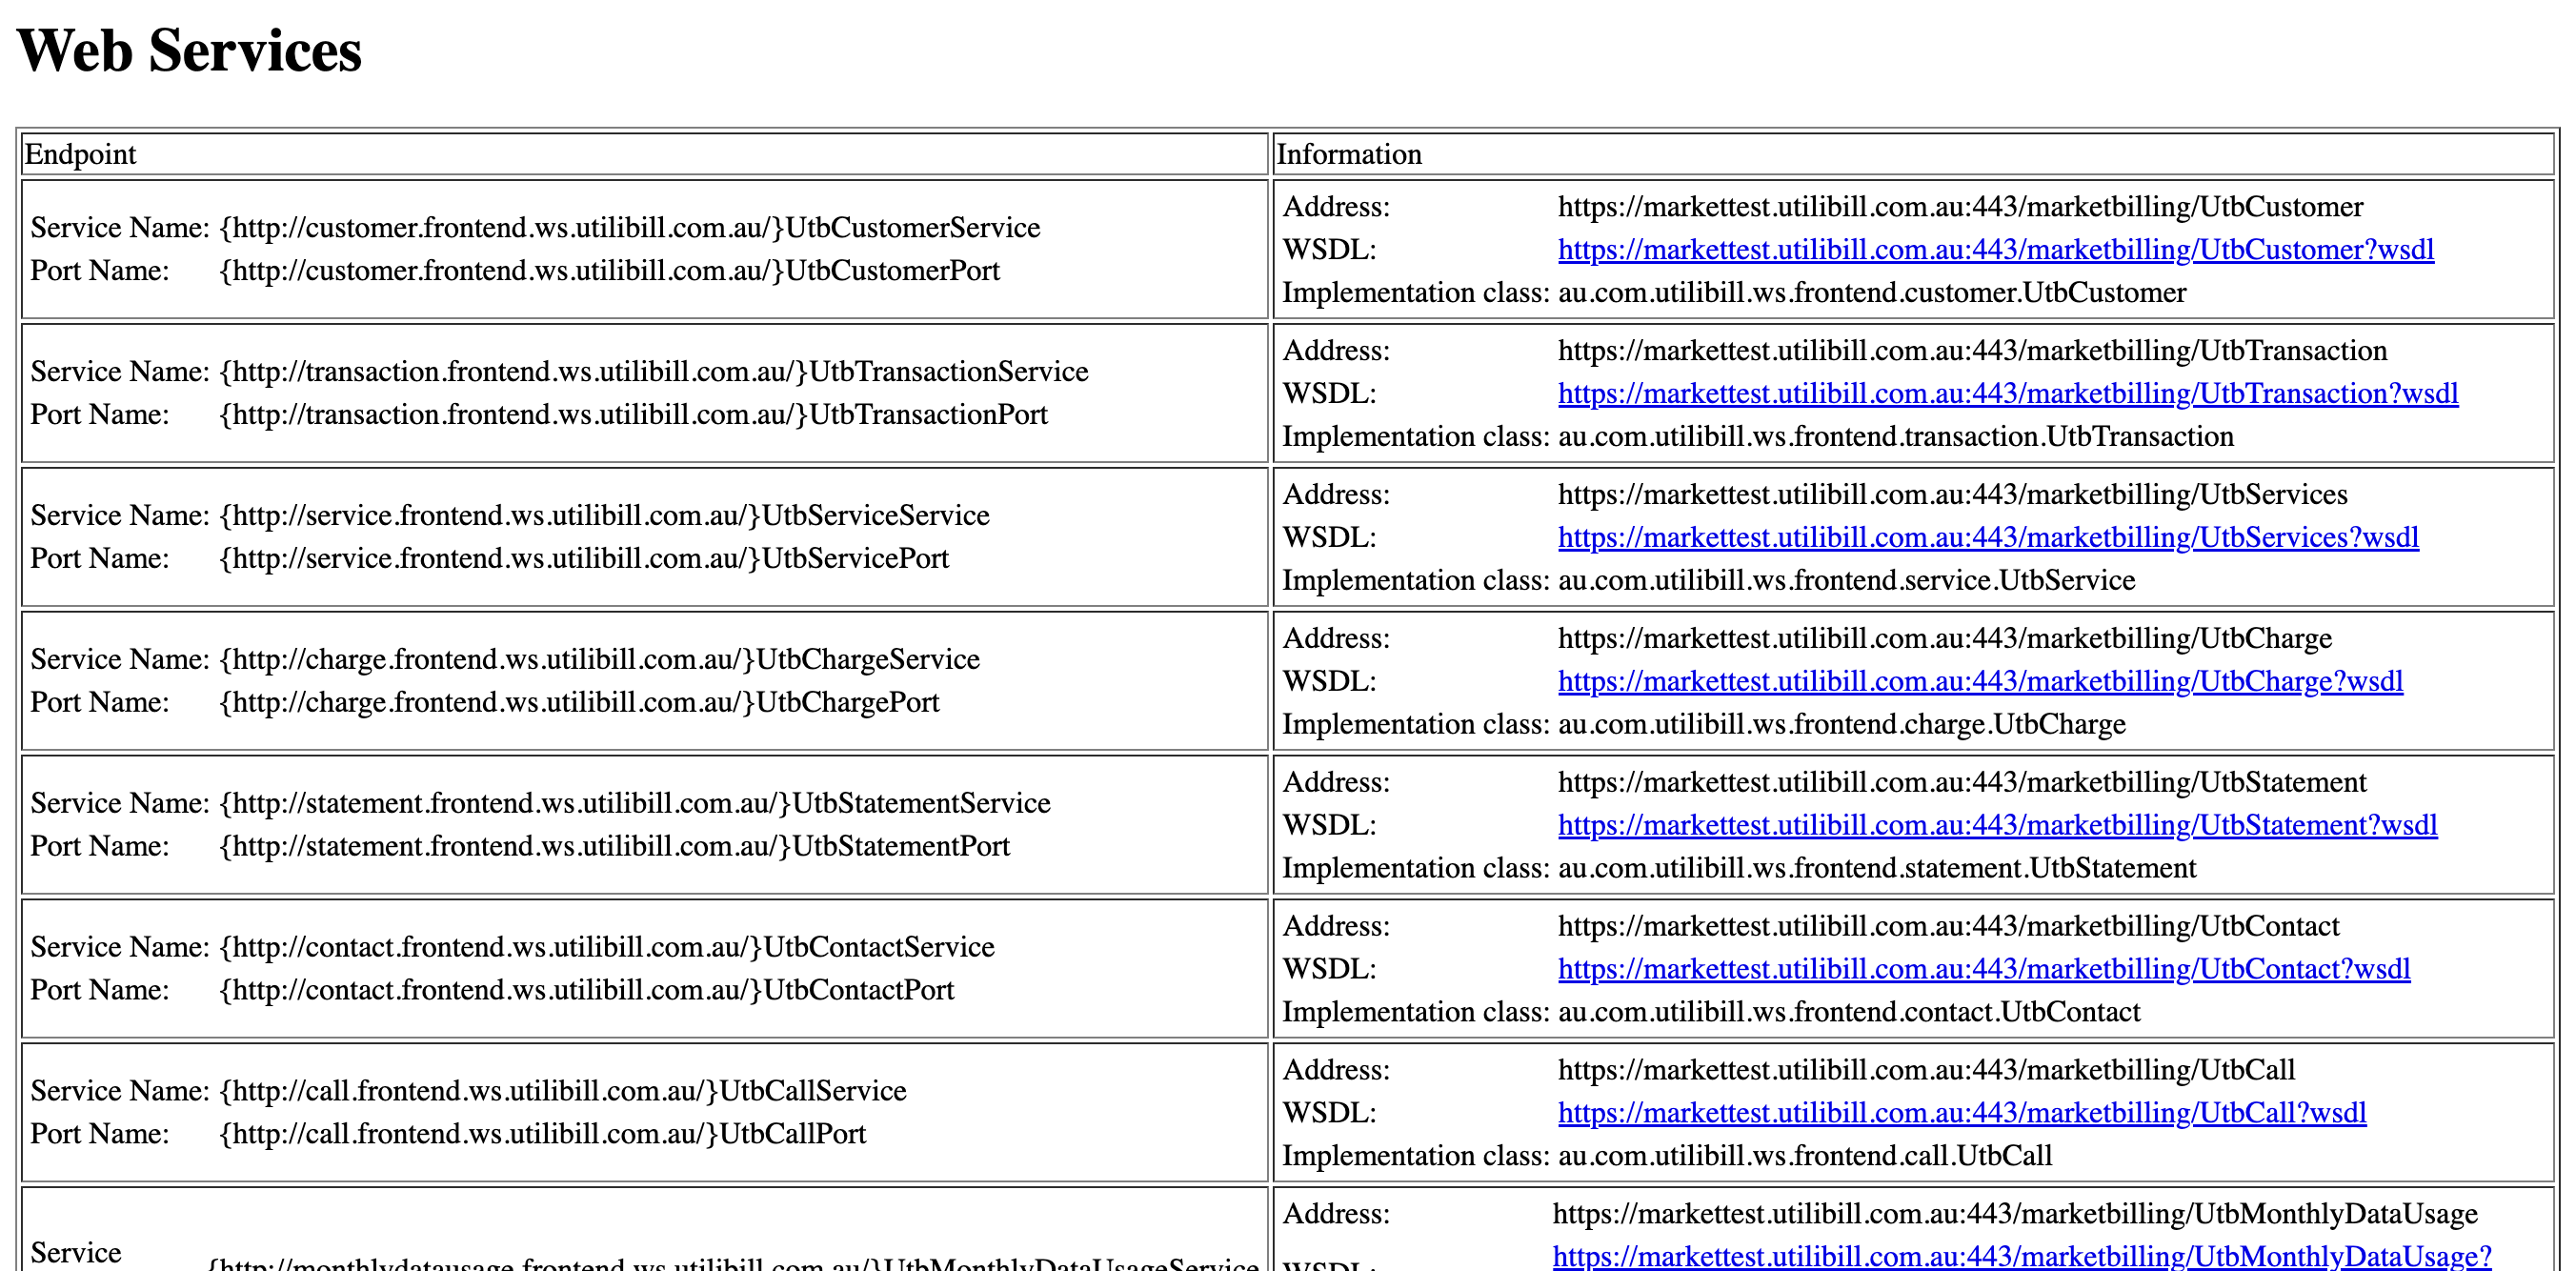 Web Services
Endpoint
Information
Service Name: {http://customer.frontend.ws.utilibill.com.au/}UtbCustomerService
Port Name: {http://customer.frontend.ws.utilibill.com.au/}UtbCustomerPort
Address: https://markettest.utilibill.com.au:443/marketbilling/UtbCustomer
WSDL: https://markettest.utilibill.com.au:443/marketbilling/UtbCustomer?wsdl
Implementation class: au.com.utilibill.ws.frontend.customer.UtbCustomer
Service Name: {http://transaction.frontend.ws.utilibill.com.au/}UtbTransactionService
Port Name: {http://transaction.frontend.ws.utilibill.com.au/}UtbTransactionPort
Address: https://markettest.utilibill.com.au:443/marketbilling/UtbTransaction
WSDL: https://markettest.utilibill.com.au:443/marketbilling/UtbTransaction?wsdl
Implementation class: au.com.utilibill.ws.frontend.transaction.UtbTransaction
Service Name: {http://service.frontend.ws.utilibill.com.au/}UtbServiceService
Port Name: {http://service.frontend.ws.utilibill.com.au/}UtbServicePort
Address: https://markettest.utilibill.com.au:443/marketbilling/UtbServices
WSDL: https://markettest.utilibill.com.au:443/marketbilling/UtbServices?wsdl
Implementation class: au.com.utilibill.ws.frontend.service.UtbService
Service Name: {http://charge.frontend.ws.utilibill.com.au/}UtbChargeService
Port Name: {http://charge.frontend.ws.utilibill.com.au/}UtbChargePort
Address: https://markettest.utilibill.com.au:443/marketbilling/UtbCharge
WSDL: https://markettest.utilibill.com.au:443/marketbilling/UtbCharge?wsdl
Implementation class: au.com.utilibill.ws.frontend.charge.UtbCharge
Service Name: {http://statement.frontend.ws.utilibill.com.au/}UtbStatementService
Port Name: {http://statement.frontend.ws.utilibill.com.au/}UtbStatementPort
Address: https://markettest.utilibill.com.au:443/marketbilling/UtbStatement
WSDL: https://markettest.utilibill.com.au:443/marketbilling/UtbStatement?wsdl
Implementation class: au.com.utilibill.ws.frontend.statement.UtbStatement
Service Name: {http://contact.frontend.ws.utilibill.com.au/}UtbContactService
Port Name: {http://contact.frontend.ws.utilibill.com.au/}UtbContactPort
Address: https://markettest.utilibill.com.au:443/marketbilling/UtbContact
WSDL: https://markettest.utilibill.com.au:443/marketbilling/UtbContact?wsdl
Implementation class: au.com.utilibill.ws.frontend.contact.UtbContact
Service Name: {http://call.frontend.ws.utilibill.com.au/}UtbCallService
Port Name: {http://call.frontend.ws.utilibill.com.au/}UtbCallPort
Address: https://markettest.utilibill.com.au:443/marketbilling/UtbCall
WSDL: https://markettest.utilibill.com.au:443/marketbilling/UtbCall?wsdl
Implementation class: au.com.utilibill.ws.frontend.call.UtbCall
Service
{http://monthlydatausage.frontend.ws.utilibill.com.au/}UtbMonthlyDataUsageService
Address: https://markettest.utilibill.com.au:443/marketbilling/UtbMonthlyDataUsage
WSDL: https://markettest.utilibill.com.au:443/marketbilling/UtbMonthlyDataUsage?